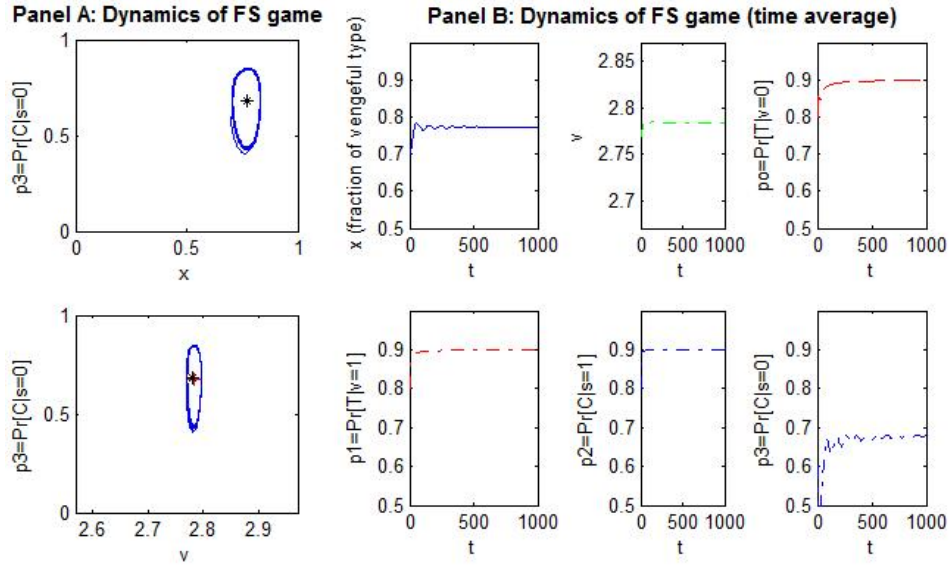 Panel A: Dynamics of FS game
Panel B: Dynamics of FS game (time average)
p3=Pr[C|s=0]
1
0.5
0
0 0.5 1
x
x (fraction of vengeful type)
0.9
0.8
0.7
0.6
0.5
0 500 1000
t
v
2.85
2.8
2.75
2.7
0 500 1000
t
po=Pr[T|v=0]
0.9
0.8
0.7
0.6
0.5
0 500 1000
t
p3=Pr[C|s=0]
1
0.5
0
2.6 2.7 2.8 2.9
v
p1=Pr[T|v=1]
0.9
0.8
0.7
0.6
0.5
0 500 1000
t
p2=Pr[C|s=1]
0.9
0.8
0.7
0.6
0.5
0 500 1000
t
p3=Pr[C|s=0]
0.9
0.8
0.7
0.6
0.5
0 500 1000
t